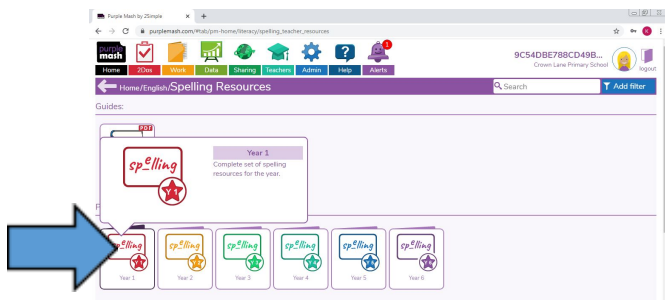 Purple Mash by 2Simple
purplemash.com/#tab/pm-home/literacy/spelling_teacher_resources
purple
mash
1
Home 2Dos Work Data Sharing Teachers Admin Help Alerts
9C54DBE788CD49B...
Crown Lane Primary School
logout
Home/English/Spelling Resources
Search
Add filter
Guides:
PDF
spelling
Y1
Year 1
Complete set of spelling
resources for the year.
F
spelling spelling spelling spelling spelling spelling
Year 1 Year 2 Year 3 Year 4 Year 5 Year 6